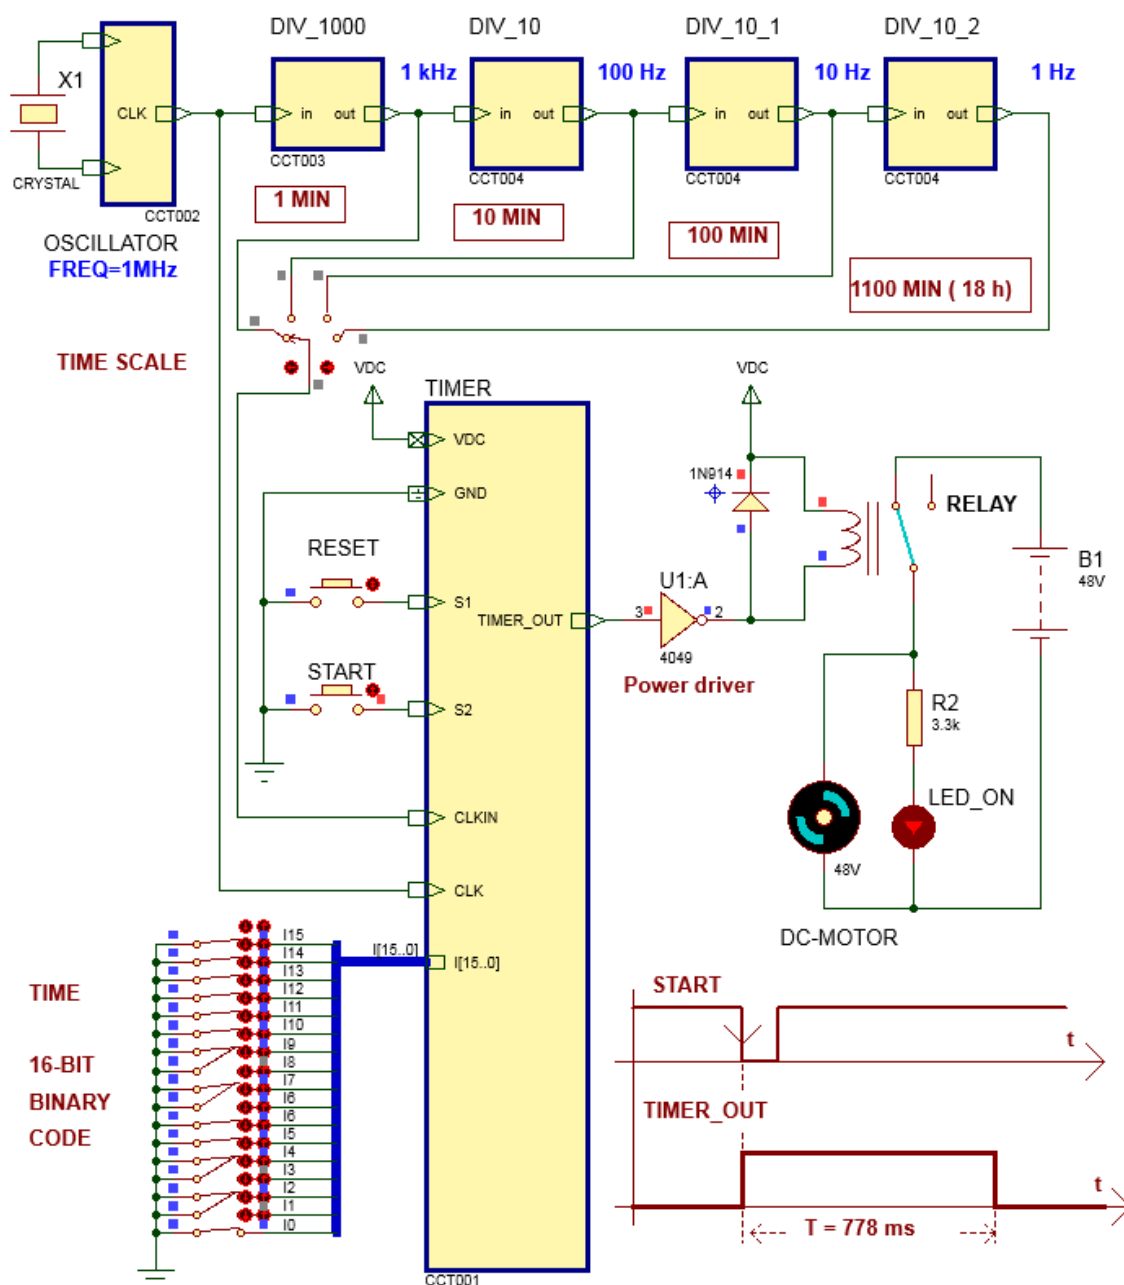 DIV_1000
DIV_10
DIV_10_1
DIV_10_2
X1
1 kHz
100 Hz
10 Hz
1 Hz
CLK
in
out
in
out
in
out
in
out
CRYSTAL
CCT002
CCT003
CCT004
CCT004
CCT004
1 MIN
10 MIN
100 MIN
1100 MIN ( 18 h)
OSCILLATOR
FREQ=1MHz
TIME SCALE
VDC
TIMER
VDC
VDC
GND
1N914
RELAY
B1
48V
RESET
S1
TIMER_OUT
U1:A
3
2
4049
Power driver
START
S2
R2
3.3k
CLKIN
LED_ON
48V
CLK
DC-MOTOR
I[15..0]
I[15..0]
I15
I14
I13
I12
I11
I10
I9
I8
I7
I6
I6
I5
I4
I3
I2
I1
I0
TIME
16-BIT
BINARY
CODE
CCT001
START
t
TIMER_OUT
t
T = 778 ms